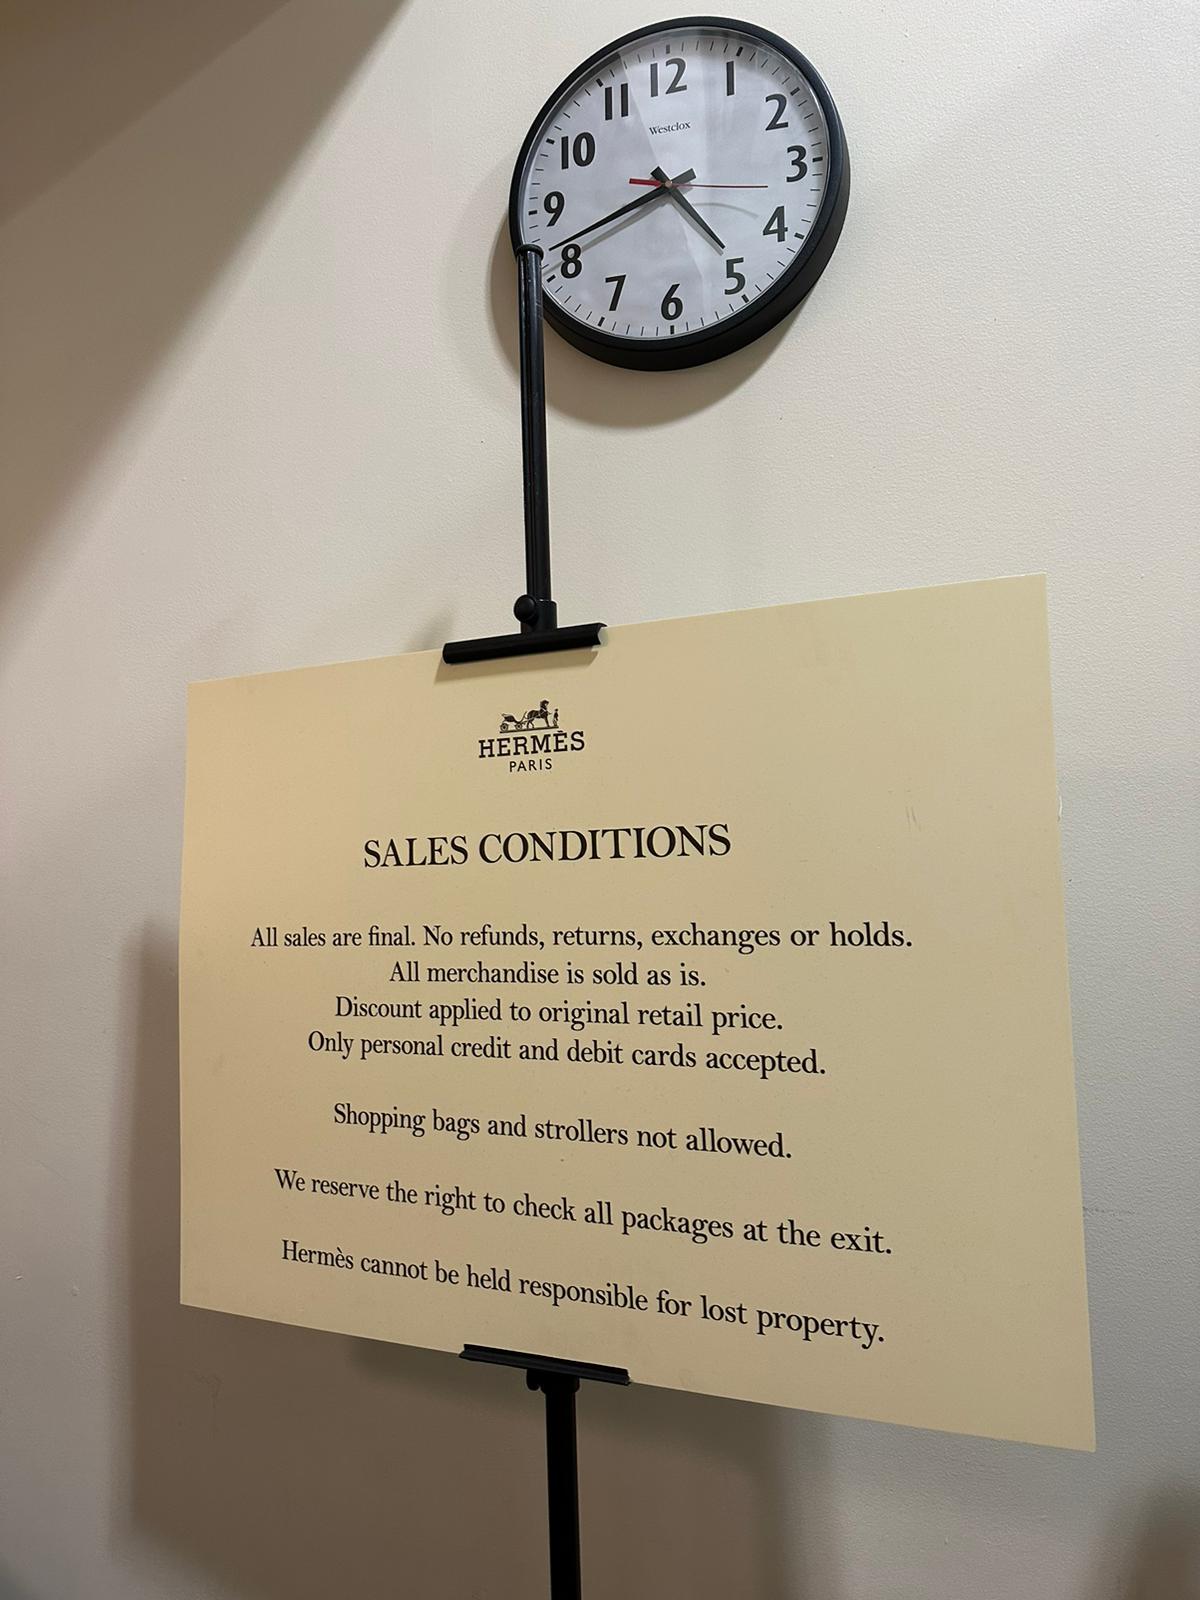 12
1
2
3
4
5
6
7
8
9
10
11
Westclox
HERMÈS
PARIS
SALES CONDITIONS
All sales are final. No refunds, returns, exchanges or holds.
All merchandise is sold as is.
Discount applied to original retail price.
Only personal credit and debit cards accepted.
Shopping bags and strollers not allowed.
We reserve the right to check all packages at the exit.
Hermès cannot be held responsible for lost property.